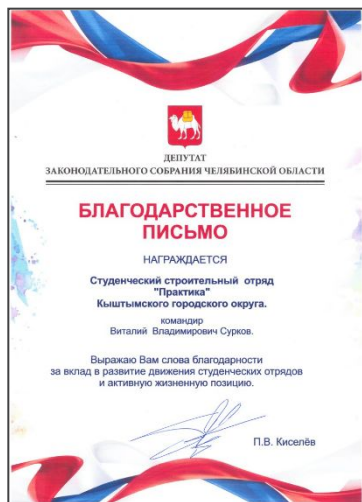 ДЕПУТАТ
ЗАКОНОДАТЕЛЬНОГО СОБРАНИЯ ЧЕЛЯБИНСКОЙ ОБЛАСТИ
БЛАГОДАРСТВЕННОЕ
ПИСЬМО
НАГРАЖДАЕТСЯ
Студенческий строительный отряд
"Практика"
Кыштымского городского округа.
командир
Виталий Владимирович Сурков.
Выражаю Вам слова благодарности
за вклад в развитие движения студенческих отрядов
и активную жизненную позицию.
П.В. Киселёв